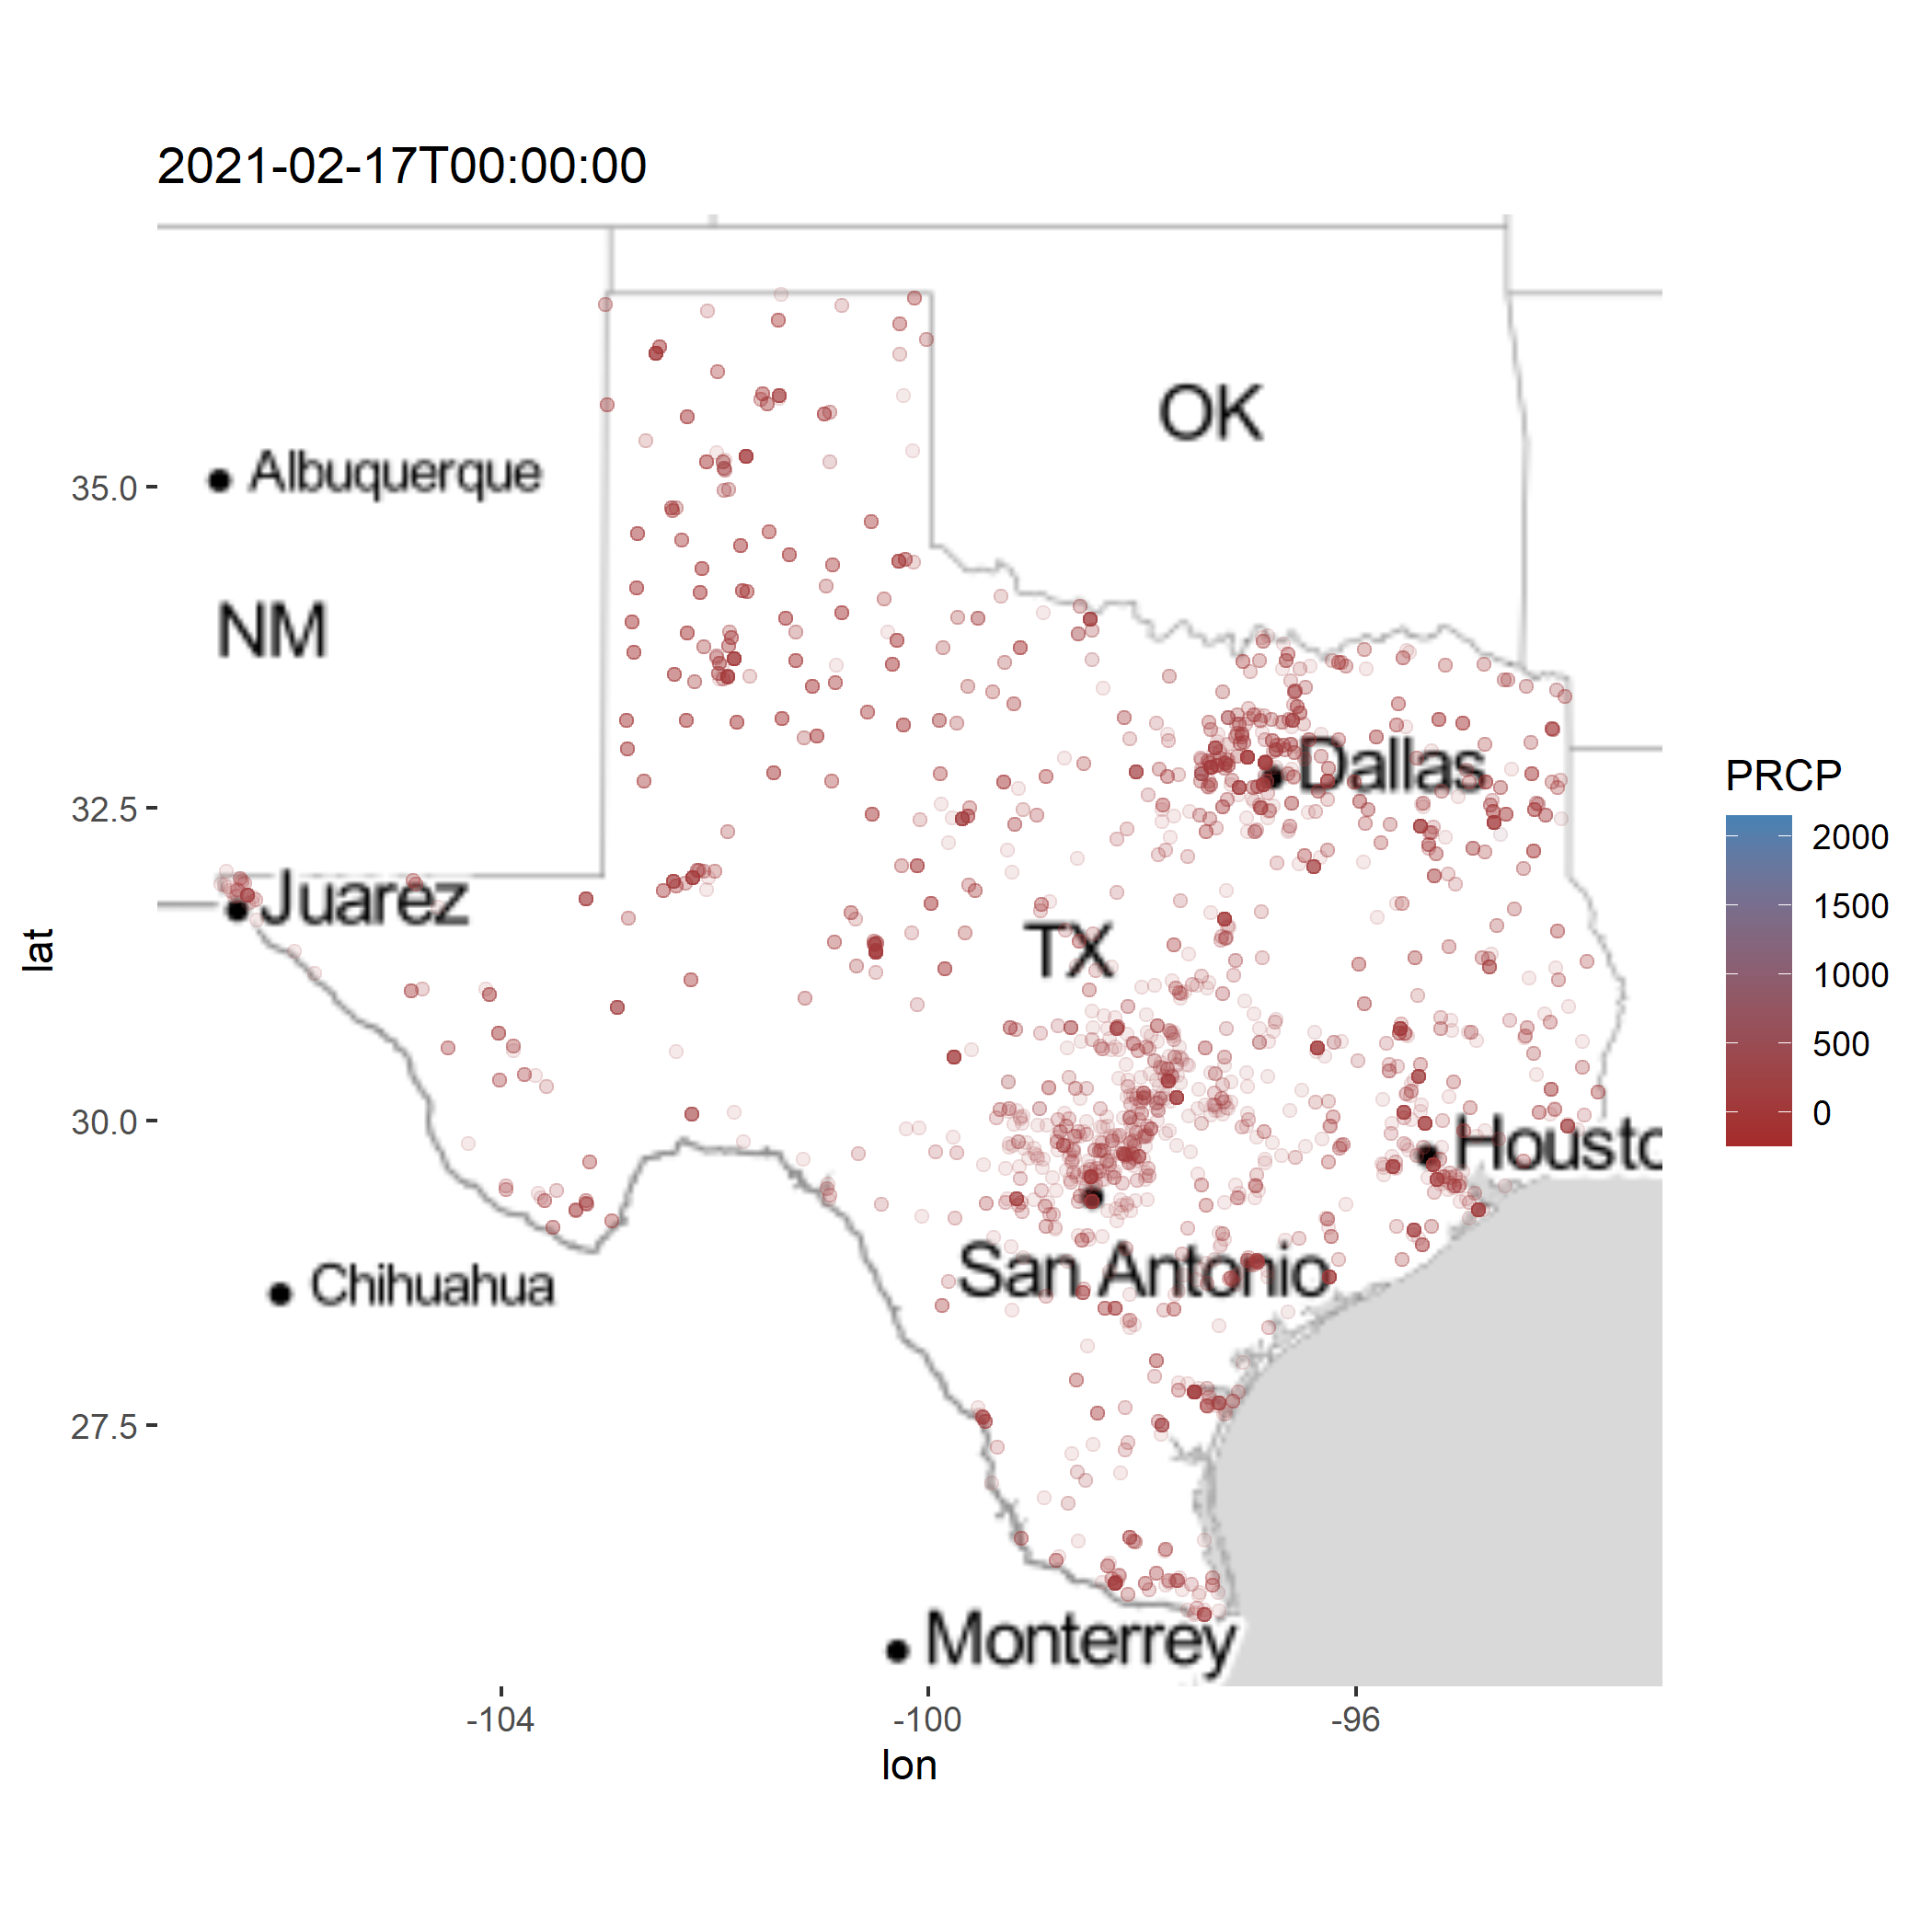 2021-02-17T00:00:00
OK
Albuquerque
35.0
NM
Dallas
PRCP
2000
32.5
1500
Juarez
TX
lat
1000
500
30.0
0
Housto
San Antonio
Chihuahua
27.5
Monterrey
-104
-100
-96
lon